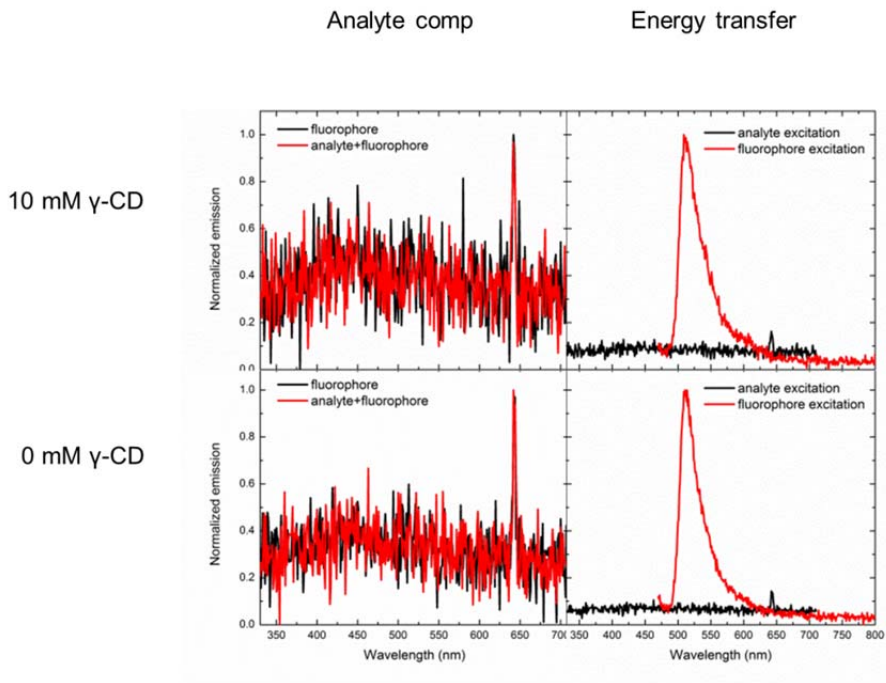 Analyte comp
Energy transfer
10 mM γ-CD
Normalized emission
1.0
0.8
0.6
0.4
0.2
0.0
fluorophore
analyte+fluorophore
analyte excitation
fluorophore excitation
0 mM γ-CD
Normalized emission
1.0
0.8
0.6
0.4
0.2
0.0
fluorophore
analyte+fluorophore
analyte excitation
fluorophore excitation
350 400 450 500 550 600 650 350 400 450 500 550 600 650 700 750 800
Wavelength (nm)
Wavelength (nm)